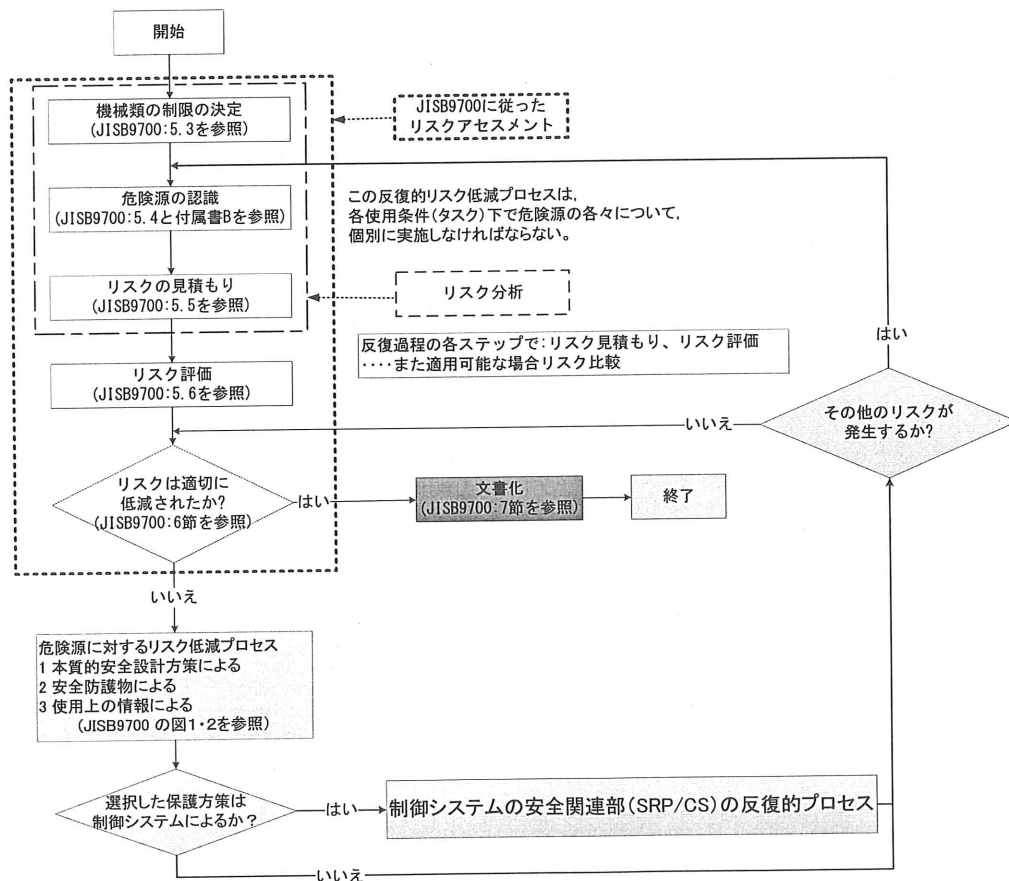 開始
機械類の制限の決定
(JISB9700:5.3を参照)
JISB9700に従った
リスクアセスメント
危険源の認識
(JISB9700:5.4と付属書Bを参照)
この反復的リスク低減プロセスは,
各使用条件(タスク)下で危険源の各々について,
個別に実施しなければならない。
リスクの見積もり
(JISB9700:5.5を参照)
リスク分析
反復過程の各ステップで:リスク見積もり、リスク評価
‥‥また適用可能な場合リスク比較
はい
リスク評価
(JISB9700:5.6を参照)
その他のリスクが
発生するか?
いいえ
リスクは適切に
低減されたか?
(JISB9700:6節を参照)
はい
文書化
(JISB9700:7節を参照)
終了
いいえ
危険源に対するリスク低減プロセス
1 本質的安全設計方策による
2 安全防護物による
3 使用上の情報による
(JISB9700 の図1・2を参照)
選択した保護方策は
制御システムによるか?
はい
制御システムの安全関連部(SRP/CS)の反復的プロセス
いいえ